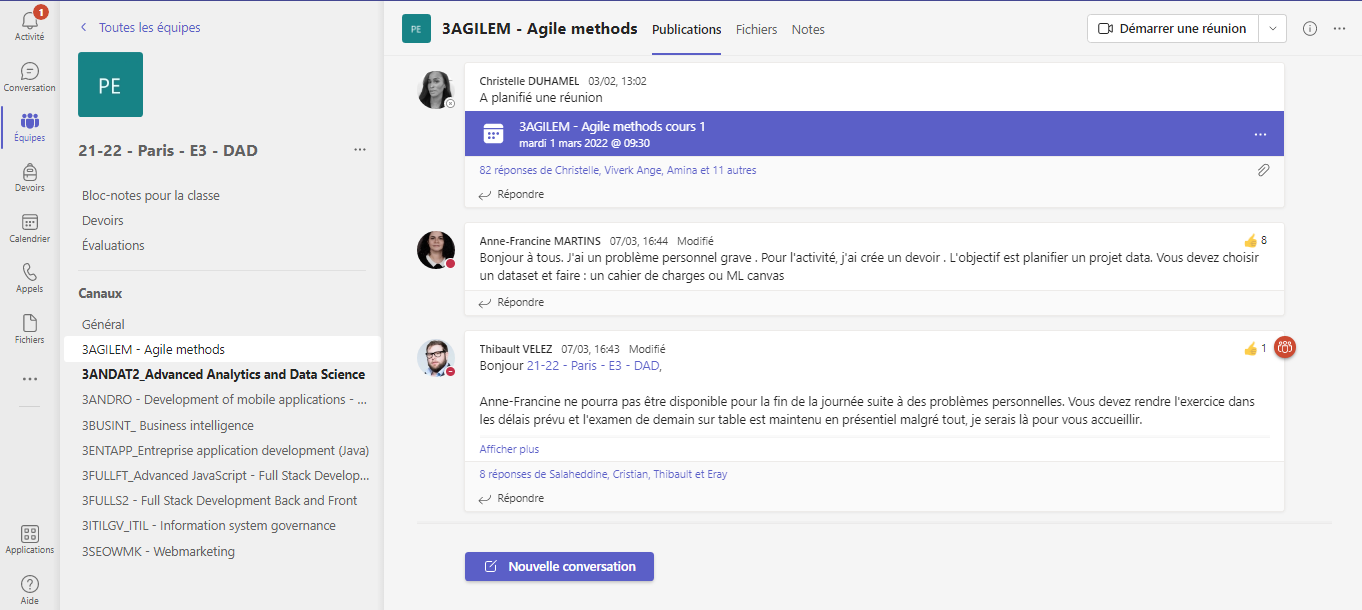 1
Activité
Conversation
Équipes
Devoirs
Calendrier
Appels
Fichiers
Applications
Aide
Toutes les équipes
PE
21-22 - Paris - E3 - DAD
Bloc-notes pour la classe
Devoirs
Évaluations
Canaux
Général
3AGILEM - Agile methods
3ANDAT2_Advanced Analytics and Data Science
3ANDRO - Development of mobile applications - ...
3BUSINT_ Business intelligence
3ENTAPP_Entreprise application development (Java)
3FULLFT_Advanced JavaScript - Full Stack Develop...
3FULLS2 - Full Stack Development Back and Front
3ITILGV_ITIL - Information system governance
3SEOWMK - Webmarketing
PE 3AGILEM - Agile methods Publications Fichiers Notes Démarrer une réunion
Christelle DUHAMEL 03/02, 13:02
A planifié une réunion
3AGILEM - Agile methods cours 1
mardi 1 mars 2022 @ 09:30
82 réponses de Christelle, Viverk Ange, Amina et 11 autres
Répondre
Anne-Francine MARTINS 07/03, 16:44 Modifié 8
Bonjour à tous. J'ai un problème personnel grave . Pour l'activité, j'ai crée un devoir . L'objectif est planifier un projet data. Vous devez choisir
un dataset et faire : un cahier de charges ou ML canvas
Répondre
Thibault VELEZ 07/03, 16:43 Modifié 1
Bonjour 21-22 - Paris - E3 - DAD,
Anne-Francine ne pourra pas être disponible pour la fin de la journée suite à des problèmes personnelles. Vous devez rendre l'exercice dans
les délais prévu et l'examen de demain sur table est maintenu en présentiel malgré tout, je serais là pour vous accueillir.
Afficher plus
8 réponses de Salaheddine, Cristian, Thibault et Eray
Répondre
Nouvelle conversation